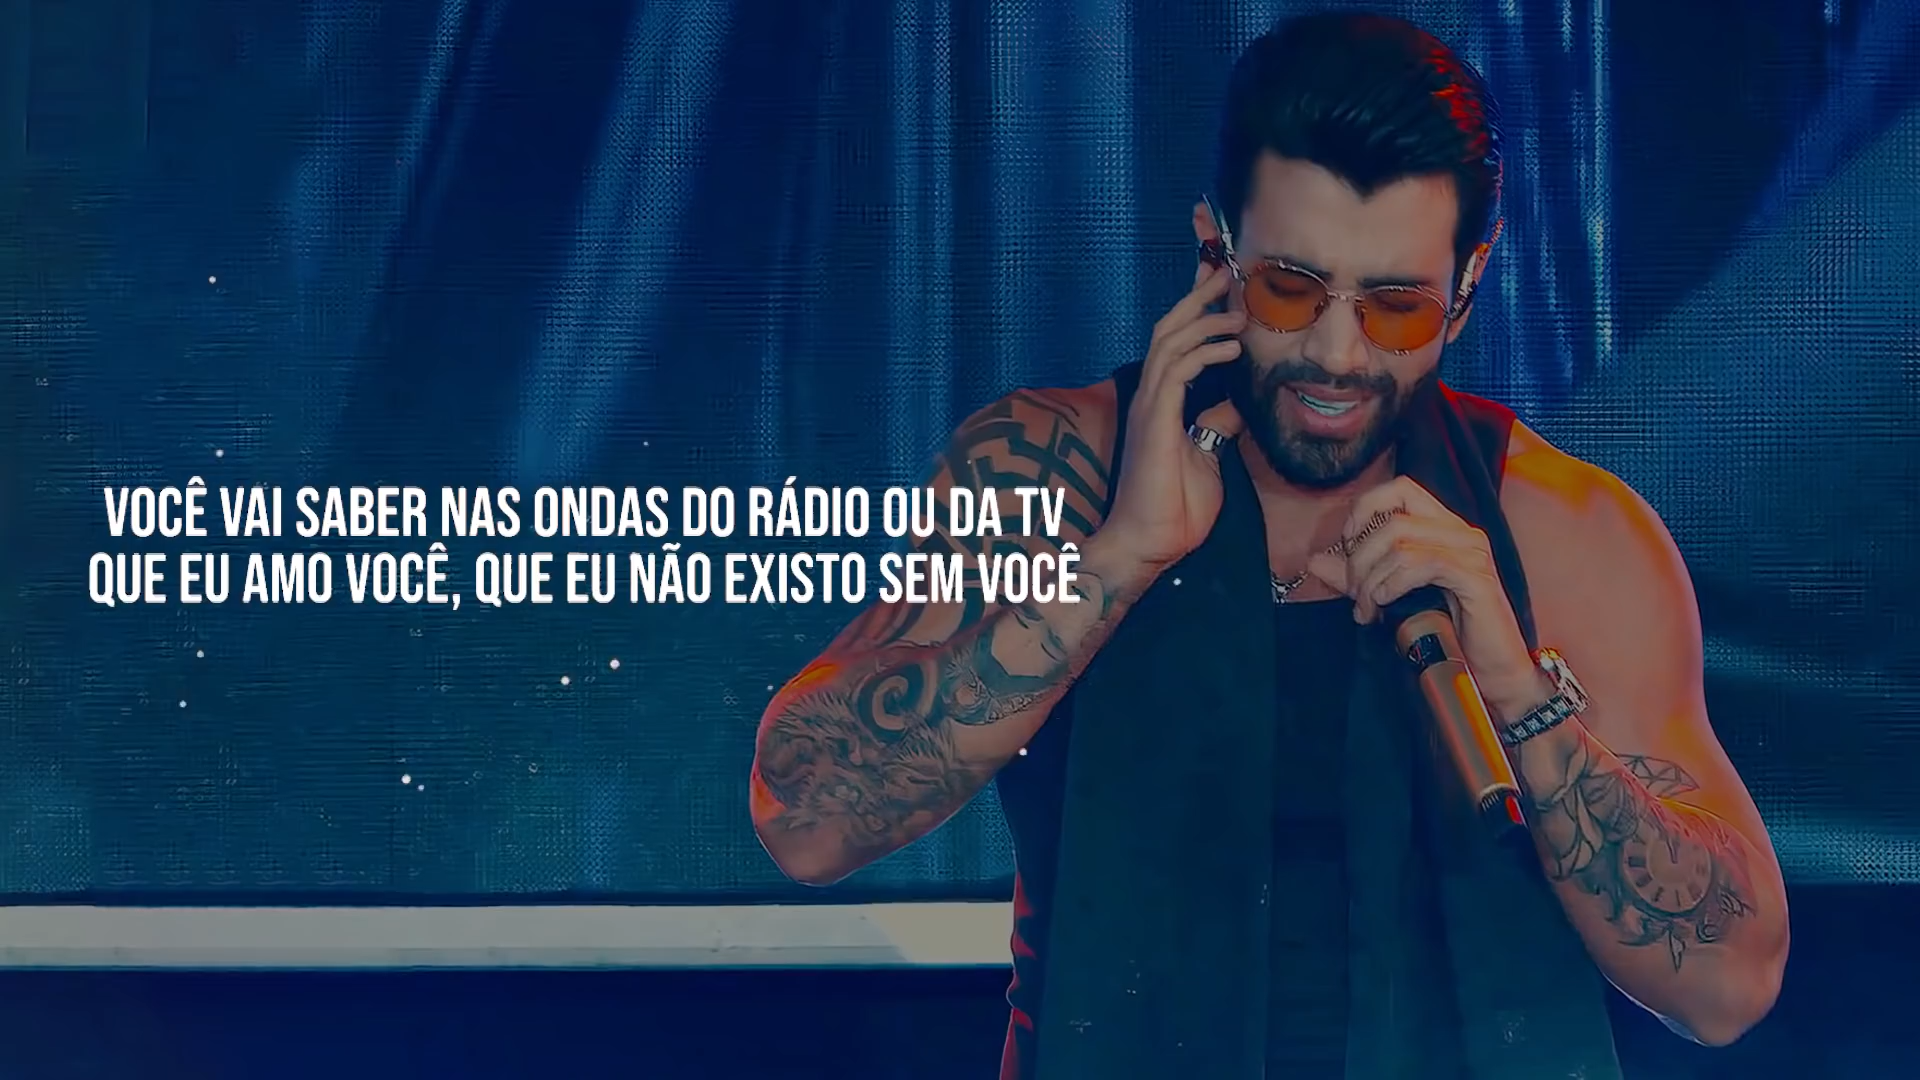 VOCÊ VAI SABER NAS ONDAS DO RÁDIO OU DA TV
QUE EU AMO VOCÊ, QUE EU NÃO EXISTO SEM VOCÊ